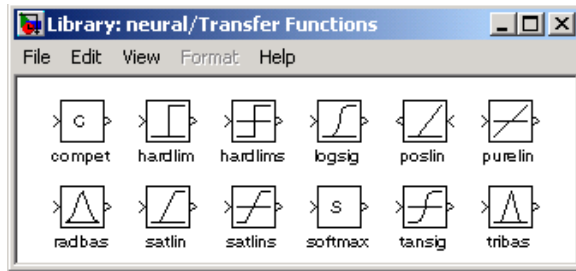 Library: neural/Transfer Functions
File Edit View Format Help
C
compet hardlim hardlims logsig poslin purelin
S
radbas satlin satlins softmax tansig tribas